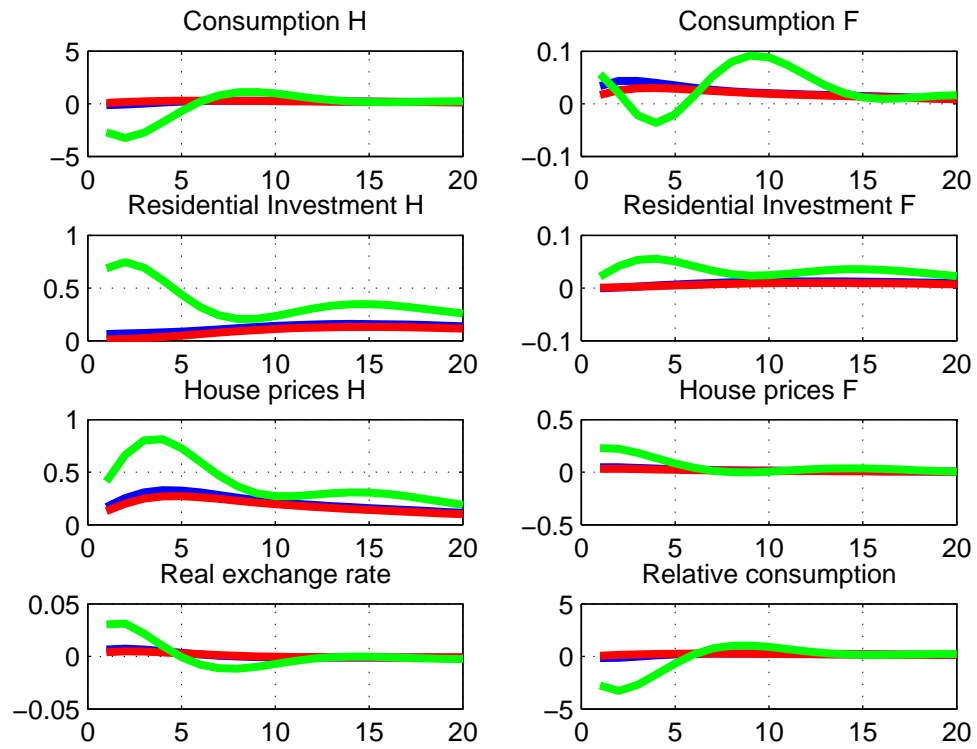 Consumption H
5
0
−5
0 5 10 15 20
Consumption F
0.1
0
−0.1
0 5 10 15 20
Residential Investment H
1
0.5
0
0 5 10 15 20
Residential Investment F
0.1
0
−0.1
0 5 10 15 20
House prices H
1
0.5
0
0 5 10 15 20
House prices F
0.5
0
−0.5
0 5 10 15 20
Real exchange rate
0.05
0
−0.05
0 5 10 15 20
Relative consumption
5
0
−5
0 5 10 15 20